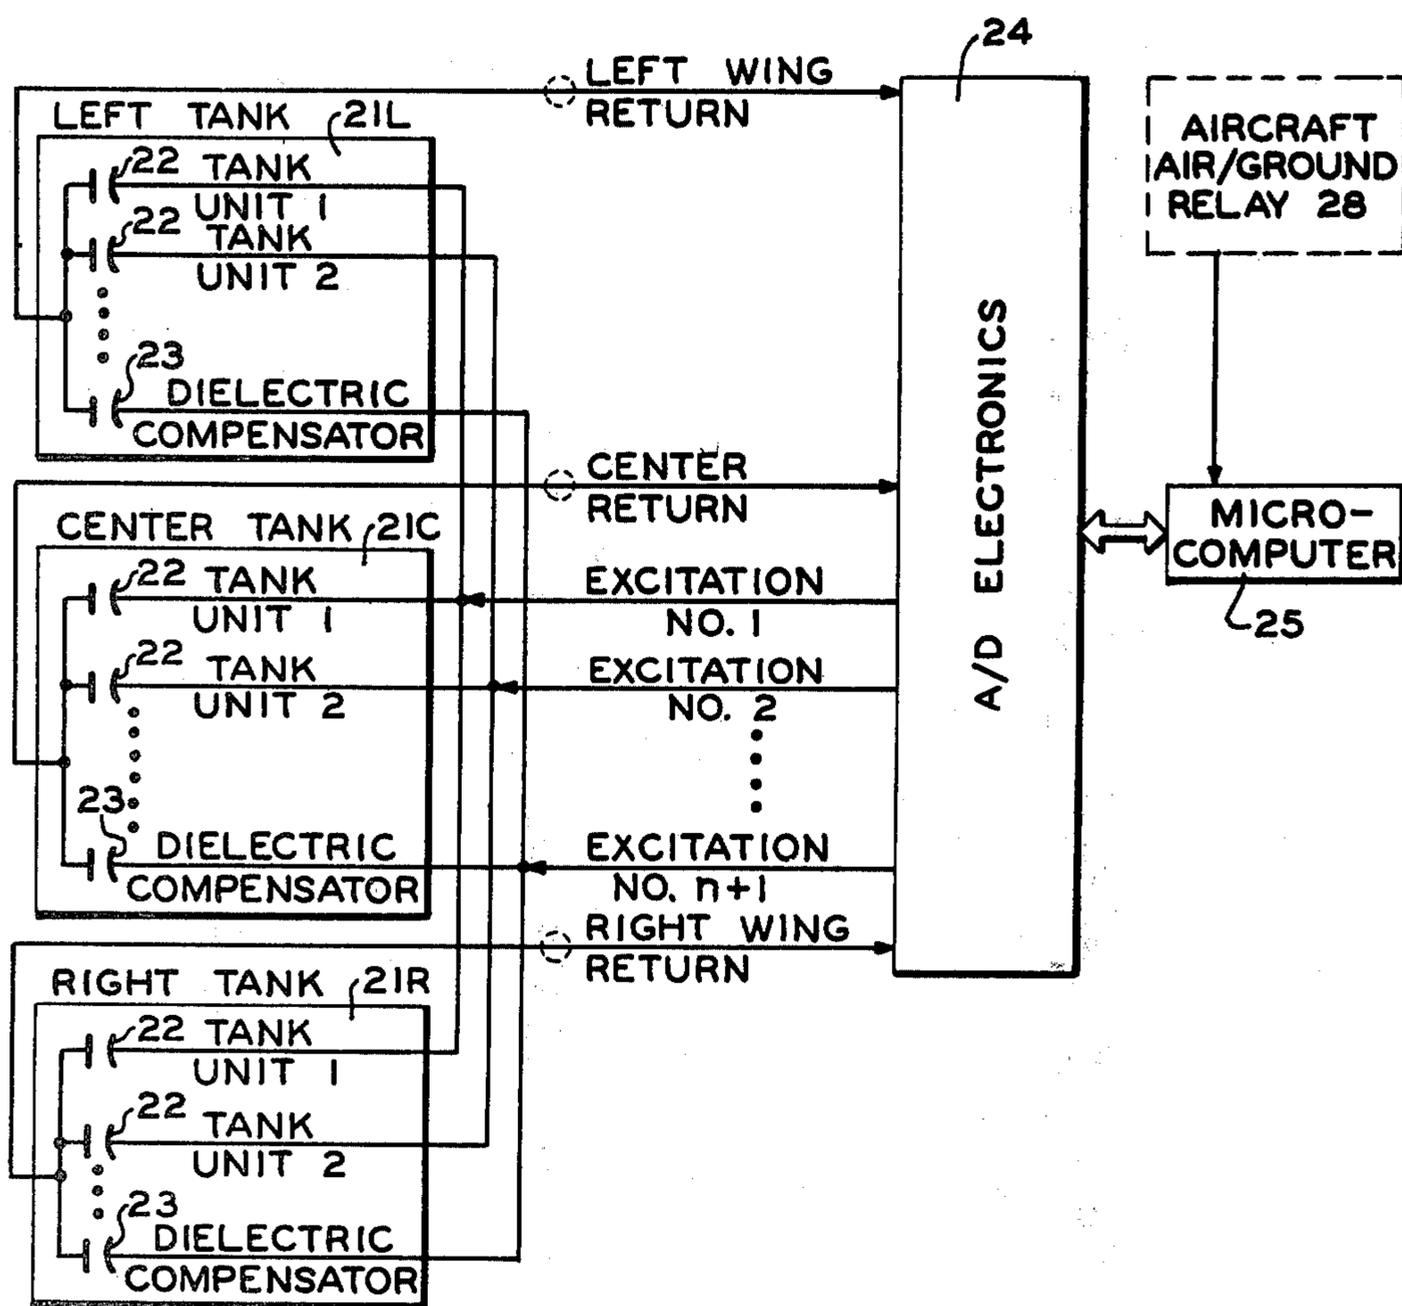 24
LEFT WING
RETURN
LEFT TANK 21L
22 TANK
UNIT 1
22 TANK
UNIT 2
23
DIELECTRIC
COMPENSATOR
AIRCRAFT
AIR/GROUND
RELAY 28
A/D ELECTRONICS
CENTER
RETURN
CENTER TANK 21C
22 TANK
UNIT 1
22 TANK
UNIT 2
23
DIELECTRIC
COMPENSATOR
EXCITATION
NO. 1
EXCITATION
NO. 2
EXCITATION
NO. n+1
MICRO-
COMPUTER
25
RIGHT WING
RETURN
RIGHT TANK 21R
22 TANK
UNIT 1
22 TANK
UNIT 2
23
DIELECTRIC
COMPENSATOR